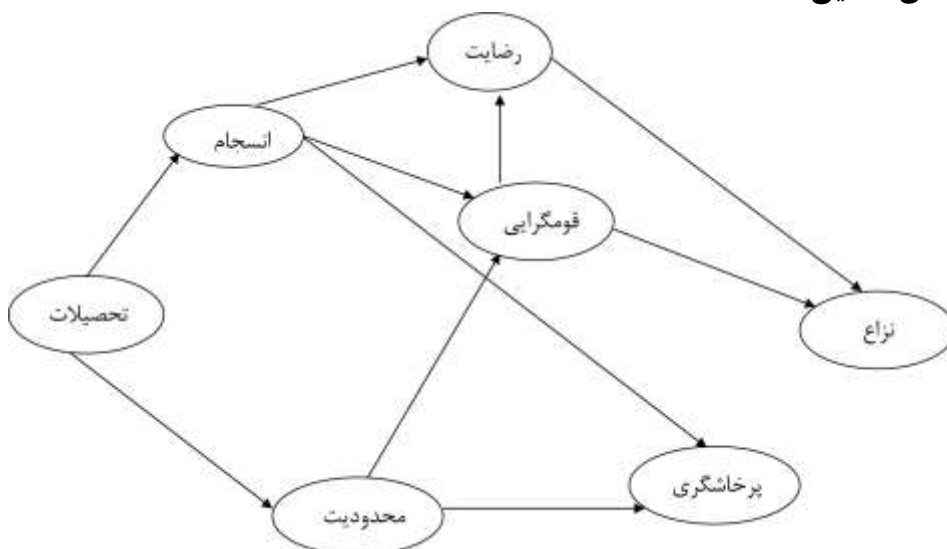 رضایت
انسجام
قومگرایی
تحصیلات
نزاع
پرخاشگری
محدودیت